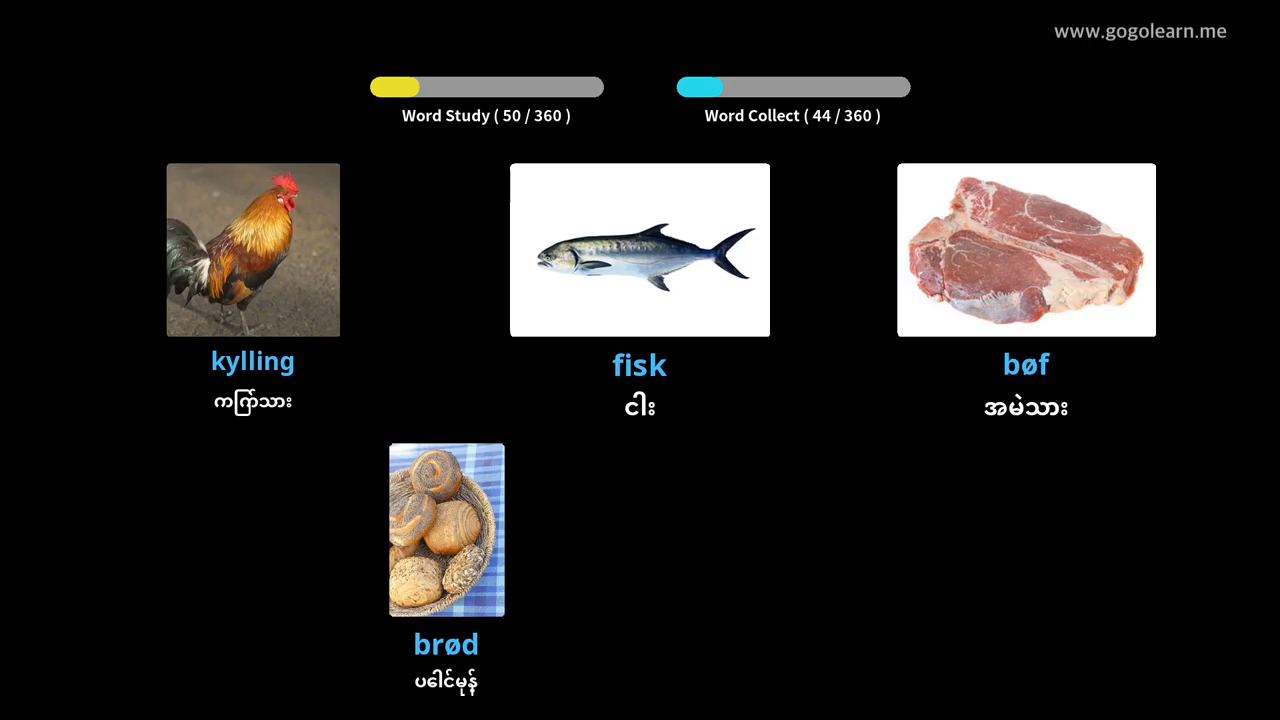 www.gogolearn.me
Word Study ( 50 / 360 )
Word Collect ( 44 / 360 )
kylling
fisk
bøf
ကြက်သား
ငါး
အမဲသား
brød
ပေါင်မုန့်